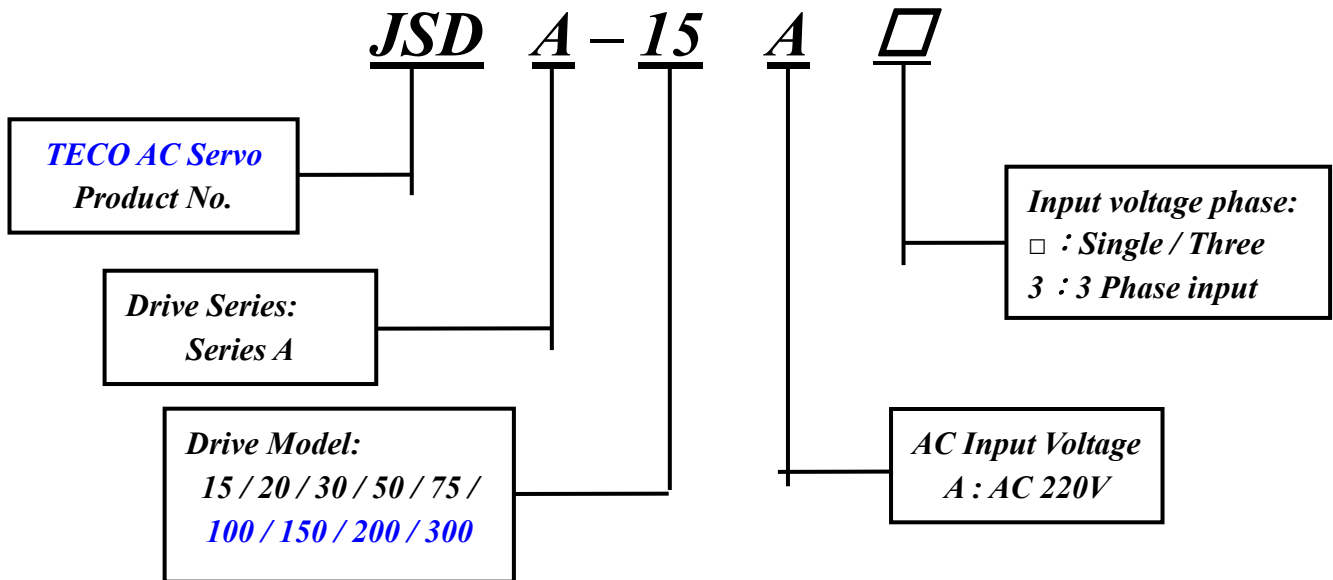 JSD A – 15 A □
TECO AC Servo
Product No.
Input voltage phase:
□ : Single / Three
3 : 3 Phase input
Drive Series:
Series A
Drive Model:
15 / 20 / 30 / 50 / 75 /
100 / 150 / 200 / 300
AC Input Voltage
A : AC 220V